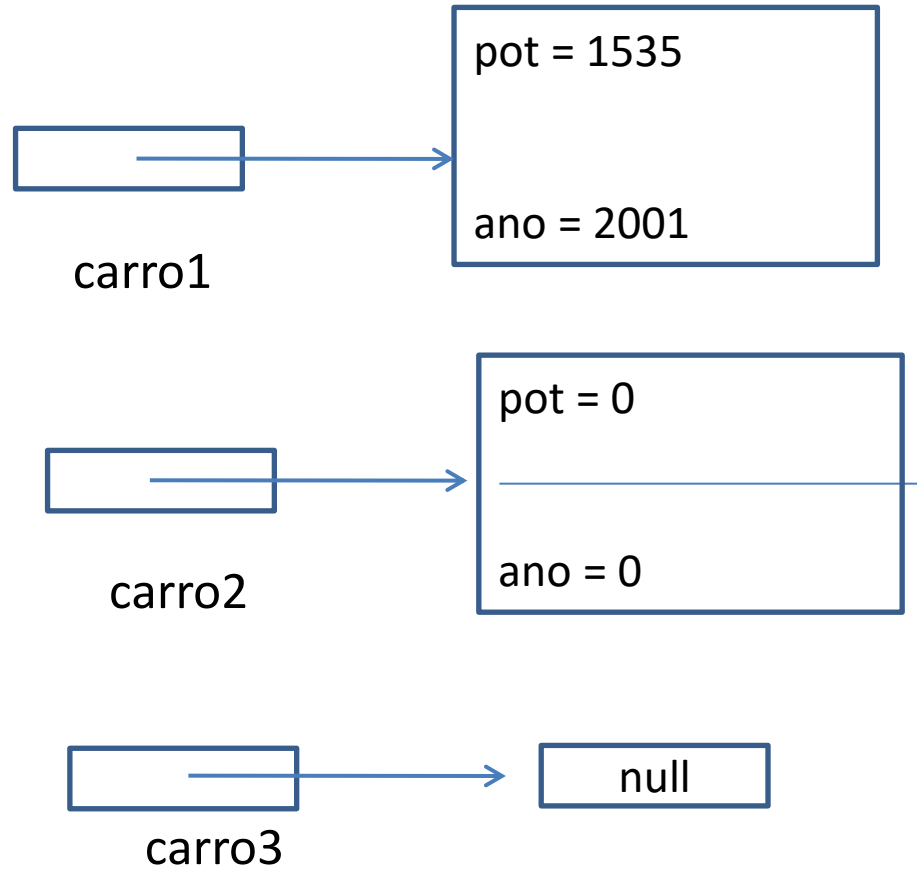 pot = 1535
ano = 2001
carro1
pot = 0
ano = 0
carro2
null
carro3